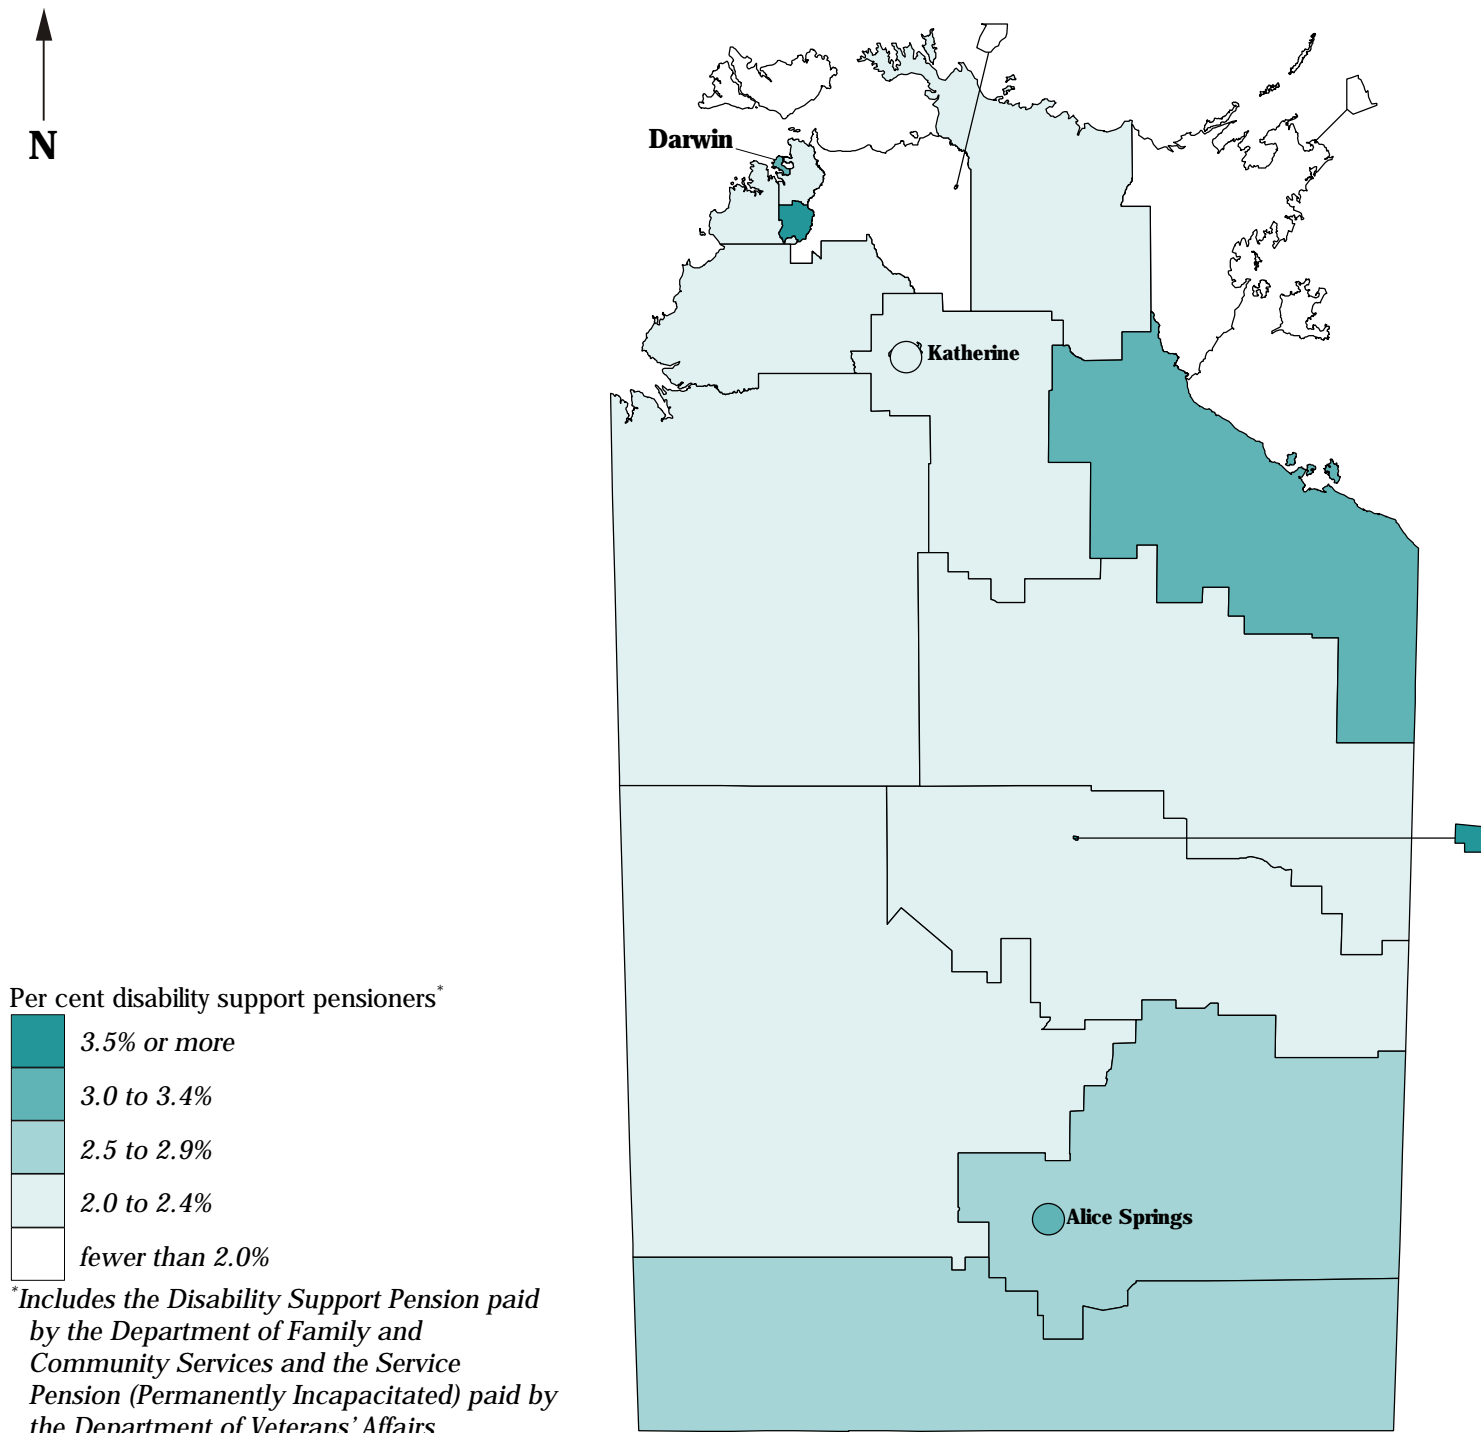 N
Darwin
Katherine
Alice Springs
Per cent disability support pensioners*
3.5% or more
3.0 to 3.4%
2.5 to 2.9%
2.0 to 2.4%
fewer than 2.0%
*Includes the Disability Support Pension paid
by the Department of Family and
Community Services and the Service
Pension (Permanently Incapacitated) paid by
the Department of Veterans' Affairs